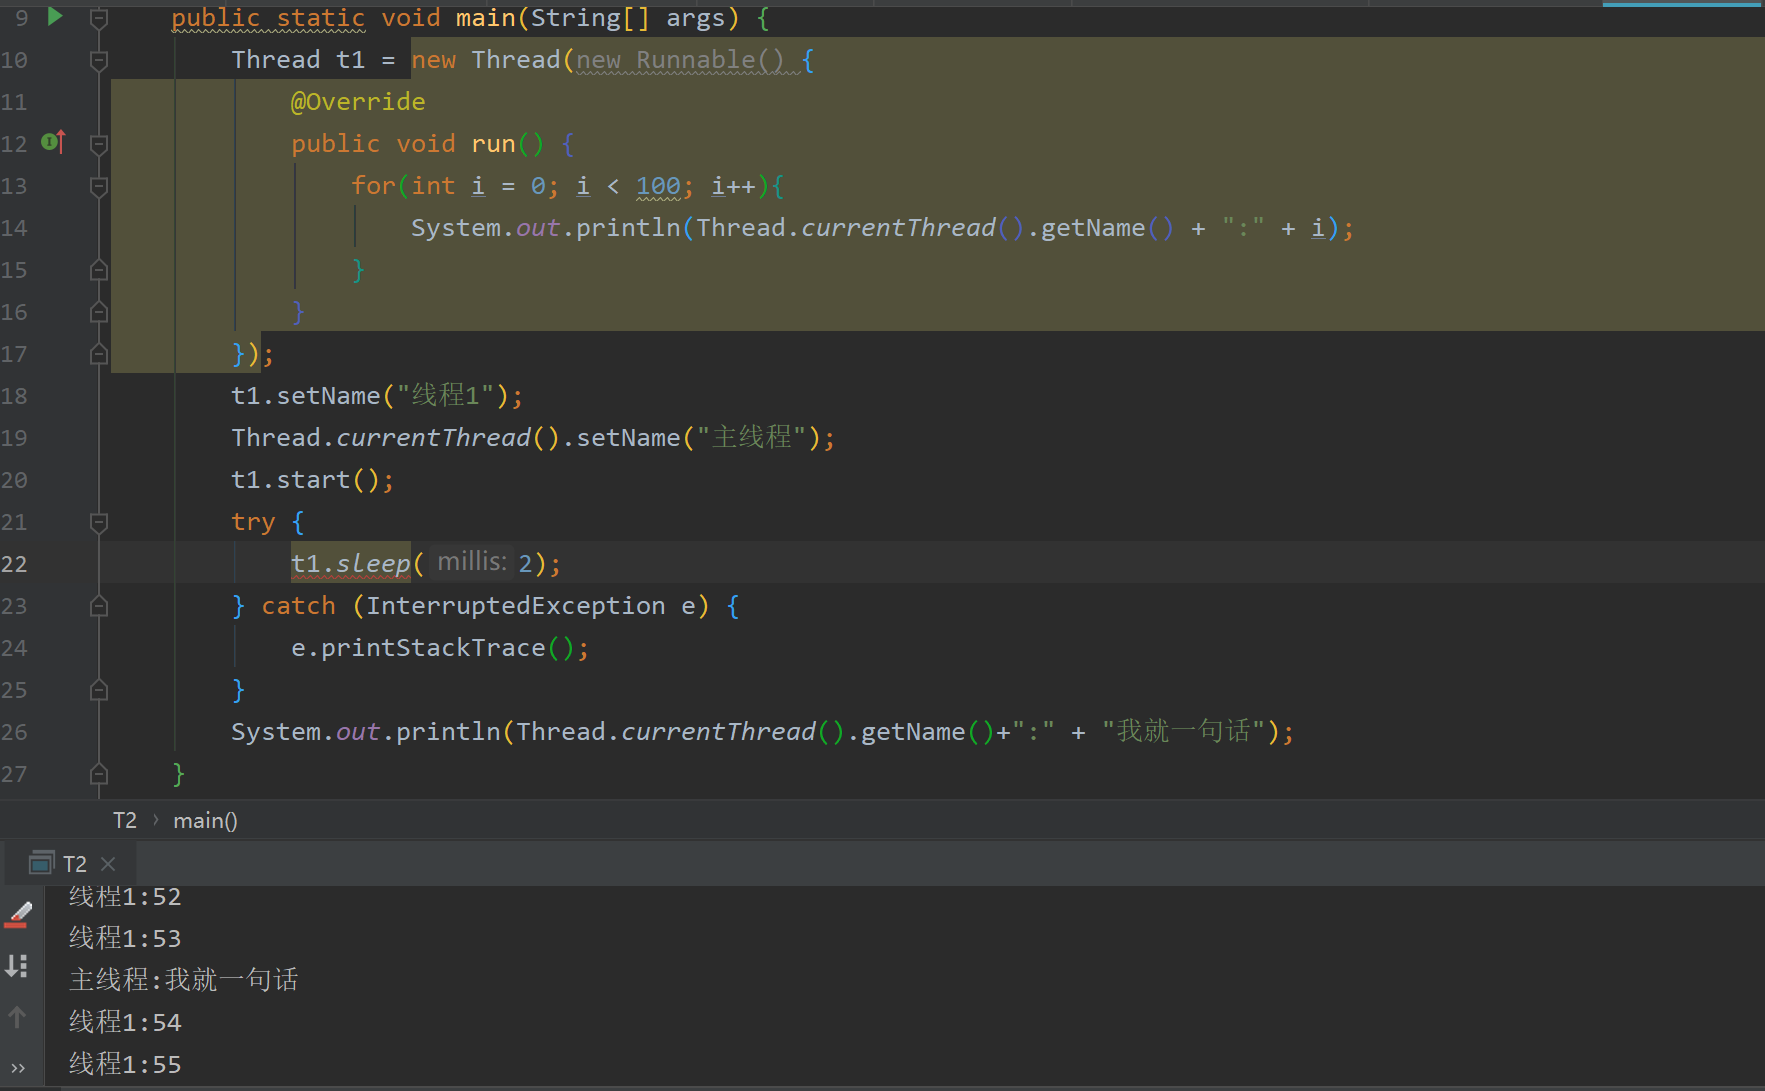 9 public static void main(String[] args) {
10 Thread t1 = new Thread(new Runnable() {
11 @Override
12 public void run() {
13 for(int i = 0; i < 100; i++){
14 System.out.println(Thread.currentThread().getName() + ":" + i);
15 }
16 }
17 });
18 t1.setName("线程1");
19 Thread.currentThread().setName("主线程");
20 t1.start();
21 try {
22 t1.sleep( millis: 2);
23 } catch (InterruptedException e) {
24 e.printStackTrace();
25 }
26 System.out.println(Thread.currentThread().getName()+":" + "我就一句话");
27 }
T2 › main()
T2 ×
线程1:52
线程1:53
主线程:我就一句话
线程1:54
线程1:55